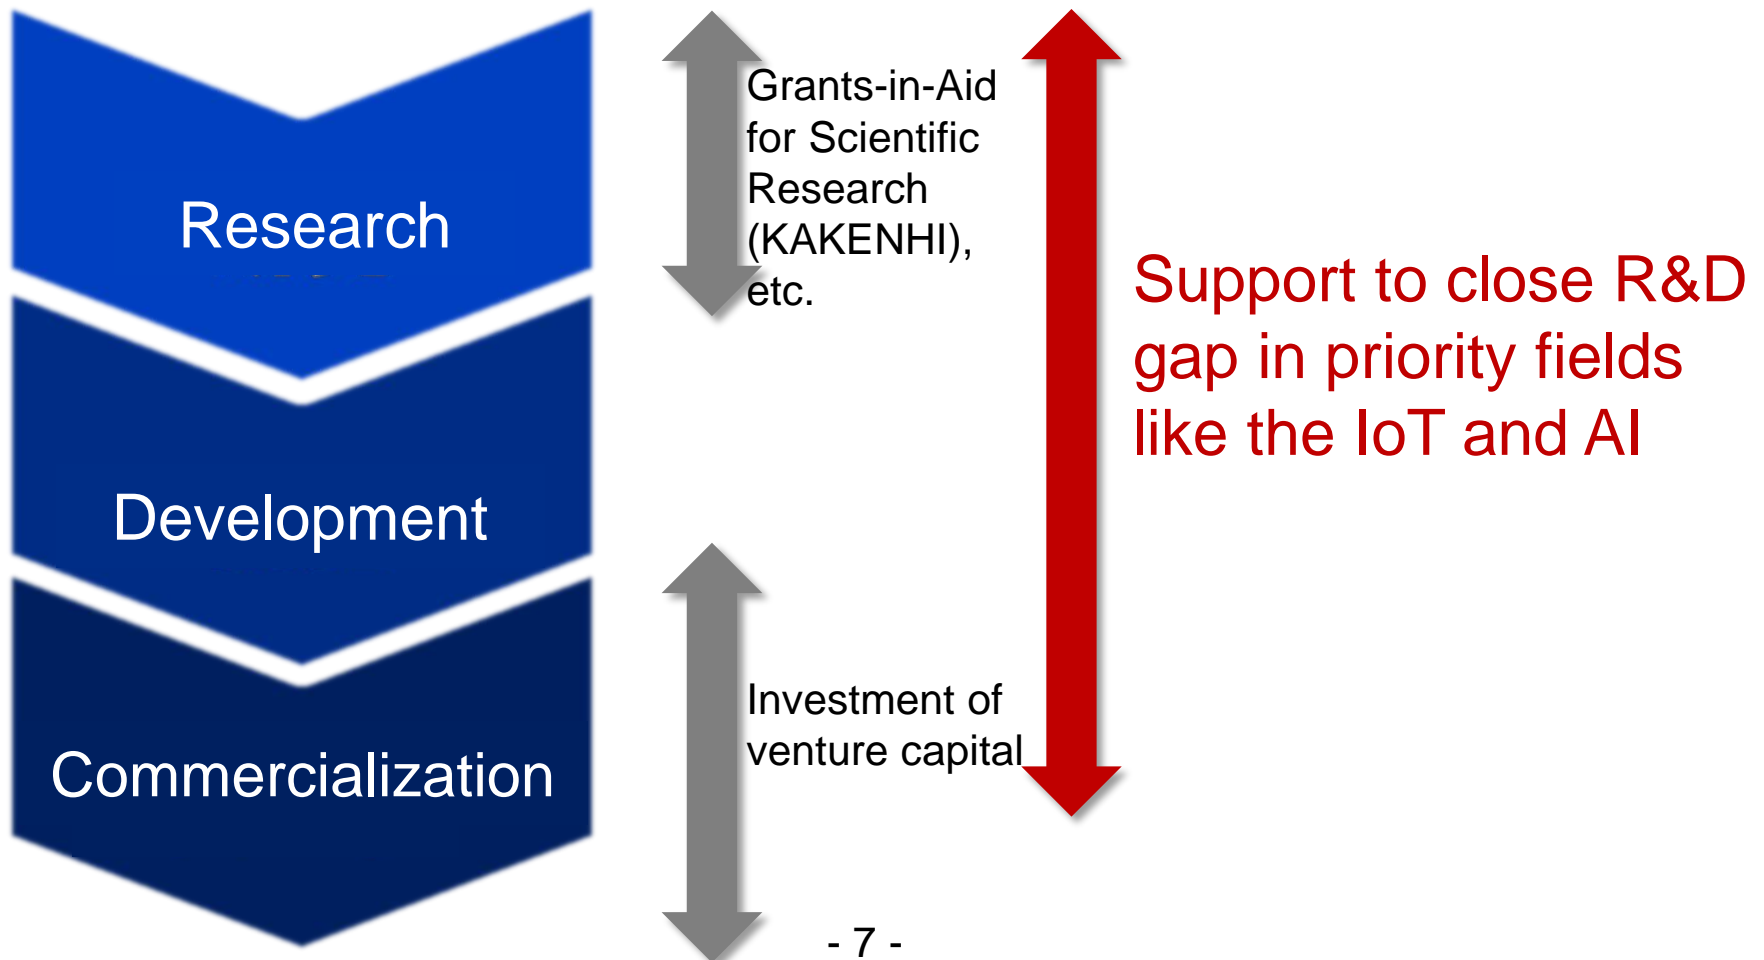 Research
Development
Commercialization
Grants-in-Aid
for Scientific
Research
(KAKENHI),
etc.
Investment of
venture capital
Support to close R&D
gap in priority fields
like the IoT and AI
- 7 -